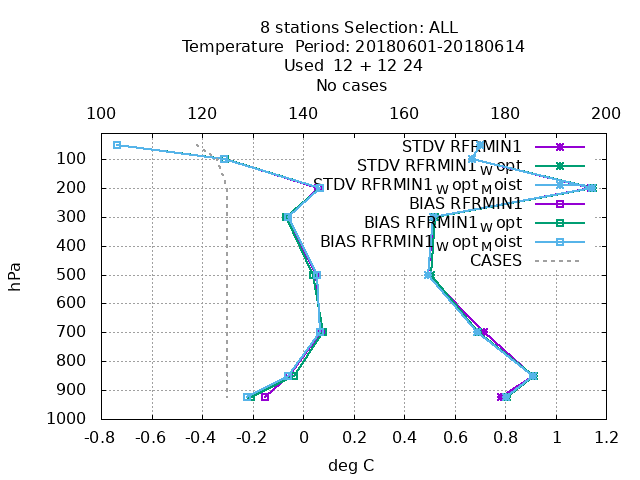 8 stations Selection: ALL
Temperature  Period: 20180601-20180614
Used  12 + 12 24
No cases
100 120 140 160 180 200
STDV RFRMIN1
STDV RFRMIN1_W opt
STDV RFRMIN1_W opt_M oist
BIAS RFRMIN1
BIAS RFRMIN1_W opt
BIAS RFRMIN1_W opt_M oist
CASES
100
200
300
400
500
600
700
800
900
1000
hPa
-0.8 -0.6 -0.4 -0.2 0 0.2 0.4 0.6 0.8 1 1.2
deg C